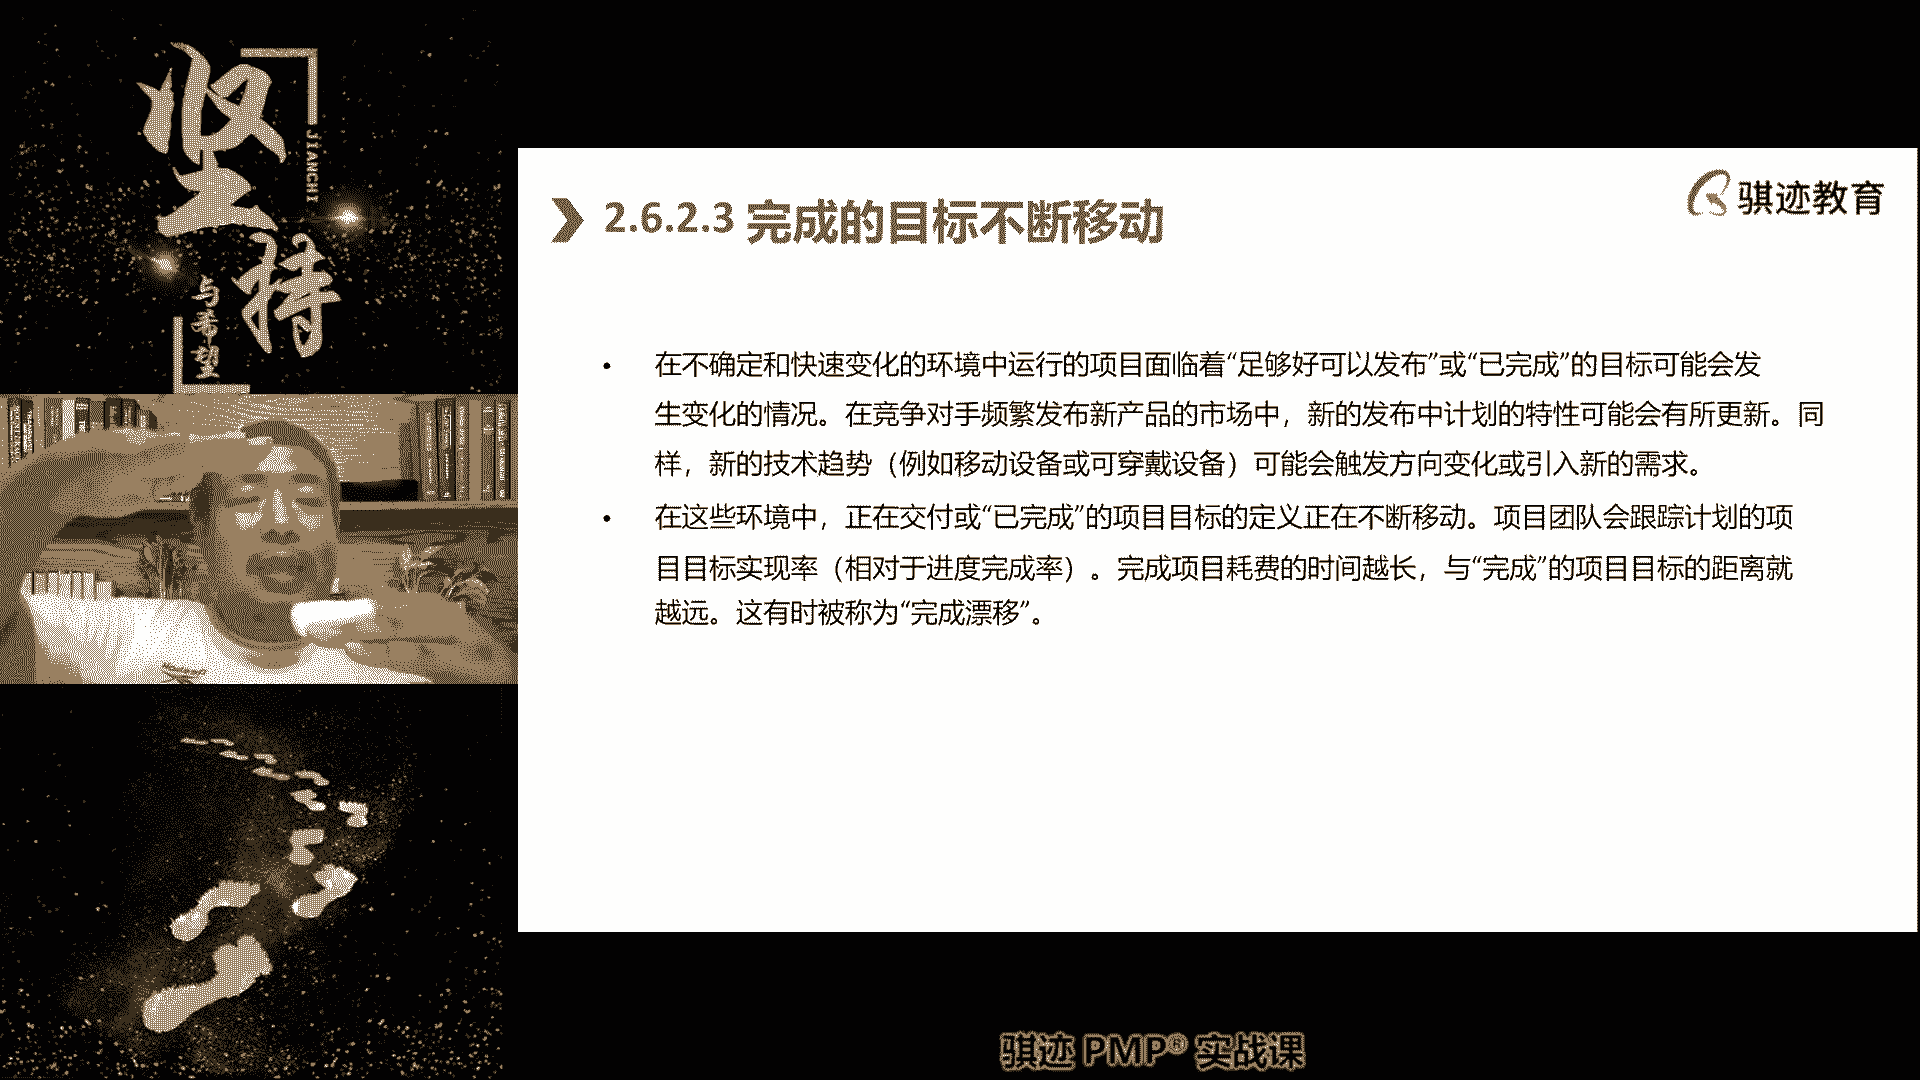 坚持
JIANCHI
与希望
骐迹教育
2.6.2.3 完成的目标不断移动
• 在不确定和快速变化的环境中运行的项目面临着“足够好可以发布”或“已完成”的目标可能会发
生变化的情况。在竞争对手频繁发布新产品的市场中，新的发布中计划的特性可能会有所更新。同
样，新的技术趋势（例如移动设备或可穿戴设备）可能会触发方向变化或引入新的需求。
• 在这些环境中，正在交付或“已完成”的项目目标的定义正在不断移动。项目团队会跟踪计划的项
目目标实现率（相对于进度完成率）。完成项目耗费的时间越长，与“完成”的项目目标的距离就
越远。这有时被称为“完成漂移”。
骐迹 PMP® 实战课